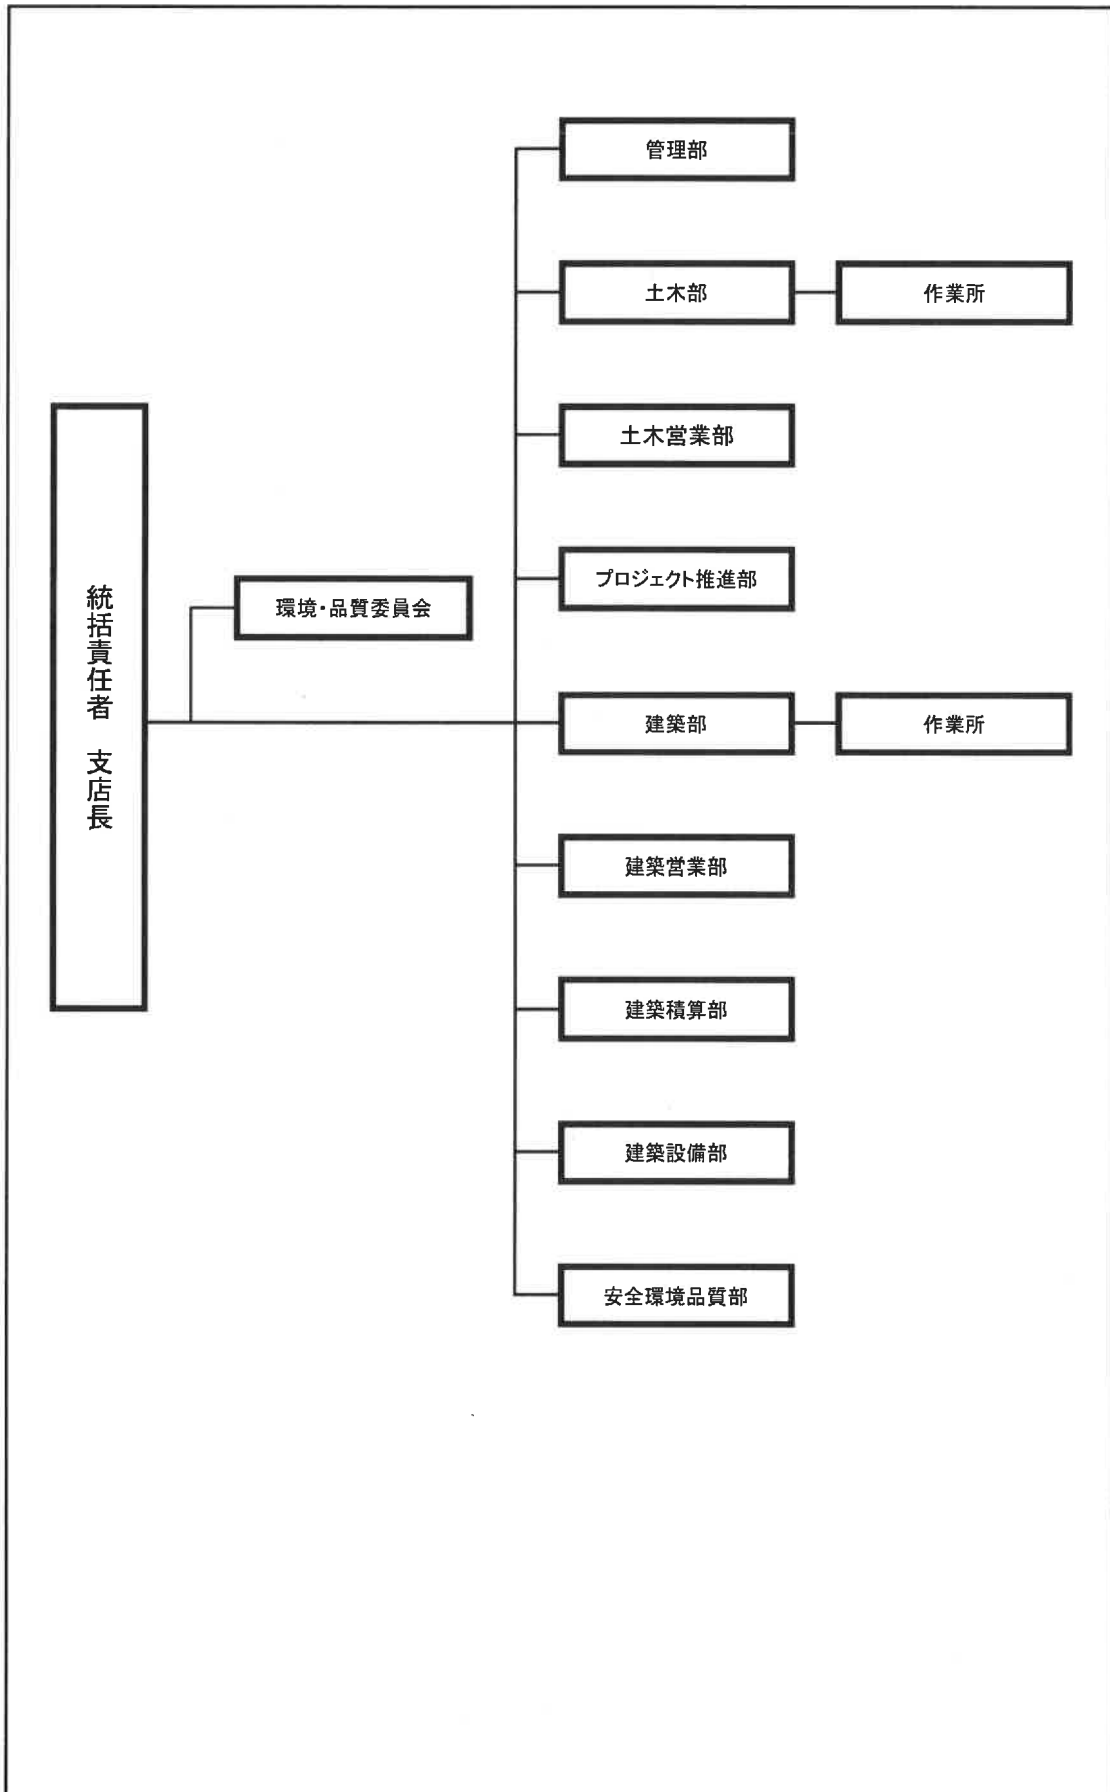 統括責任者　支店長
環境・品質委員会
管理部
土木部
作業所
土木営業部
プロジェクト推進部
建築部
作業所
建築営業部
建築積算部
建築設備部
安全環境品質部